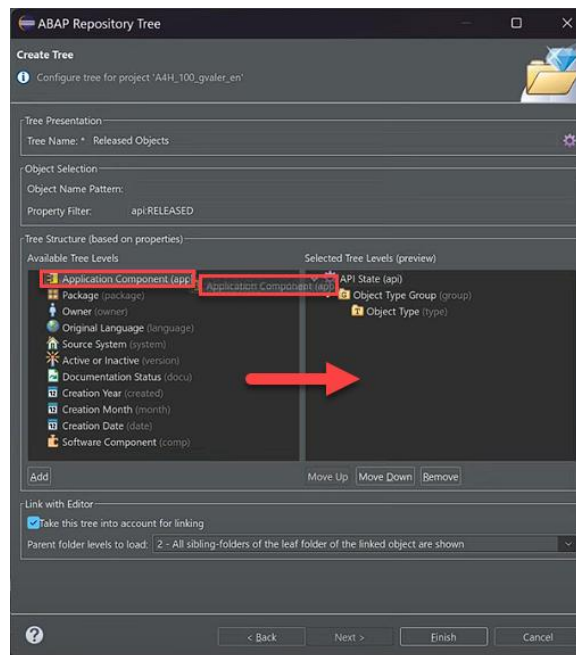 ABAP Repository Tree
Create Tree
Configure tree for project 'A4H_100_gvaler_en'
Tree Presentation
Tree Name: * Released Objects
Object Selection
Object Name Pattern:
Property Filter: api:RELEASED
Tree Structure (based on properties)
Available Tree Levels
Selected Tree Levels (preview)
Application Component (app
Application Component (app
Package (package)
Owner (owner)
Original Language (language)
Source System (system)
Active or Inactive (version)
Documentation Status (docu)
Creation Year (created)
Creation Month (month)
Creation Date (date)
Software Component (comp)
API State (api)
Object Type Group (group)
Object Type (type)
Add
Move Up Move Down Remove
Link with Editor
Take this tree into account for linking
Parent folder levels to load: 2 - All sibling-folders of the leaf folder of the linked object are shown
< Back Next > Finish Cancel